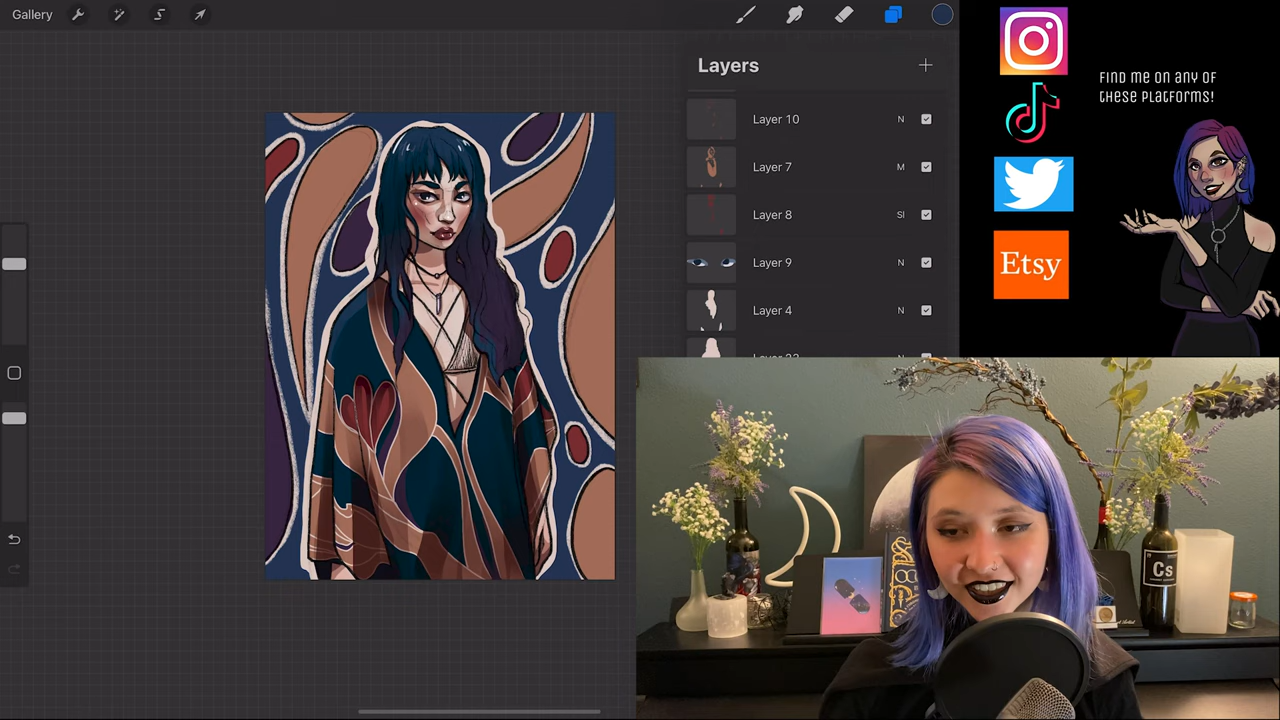 Gallery
Layers
Layer 10 N
Layer 7 M
Layer 8 Sl
Layer 9 N
Layer 4 N
FIND ME ON ANY OF
THESE PLATFORMS!
Etsy
Cs